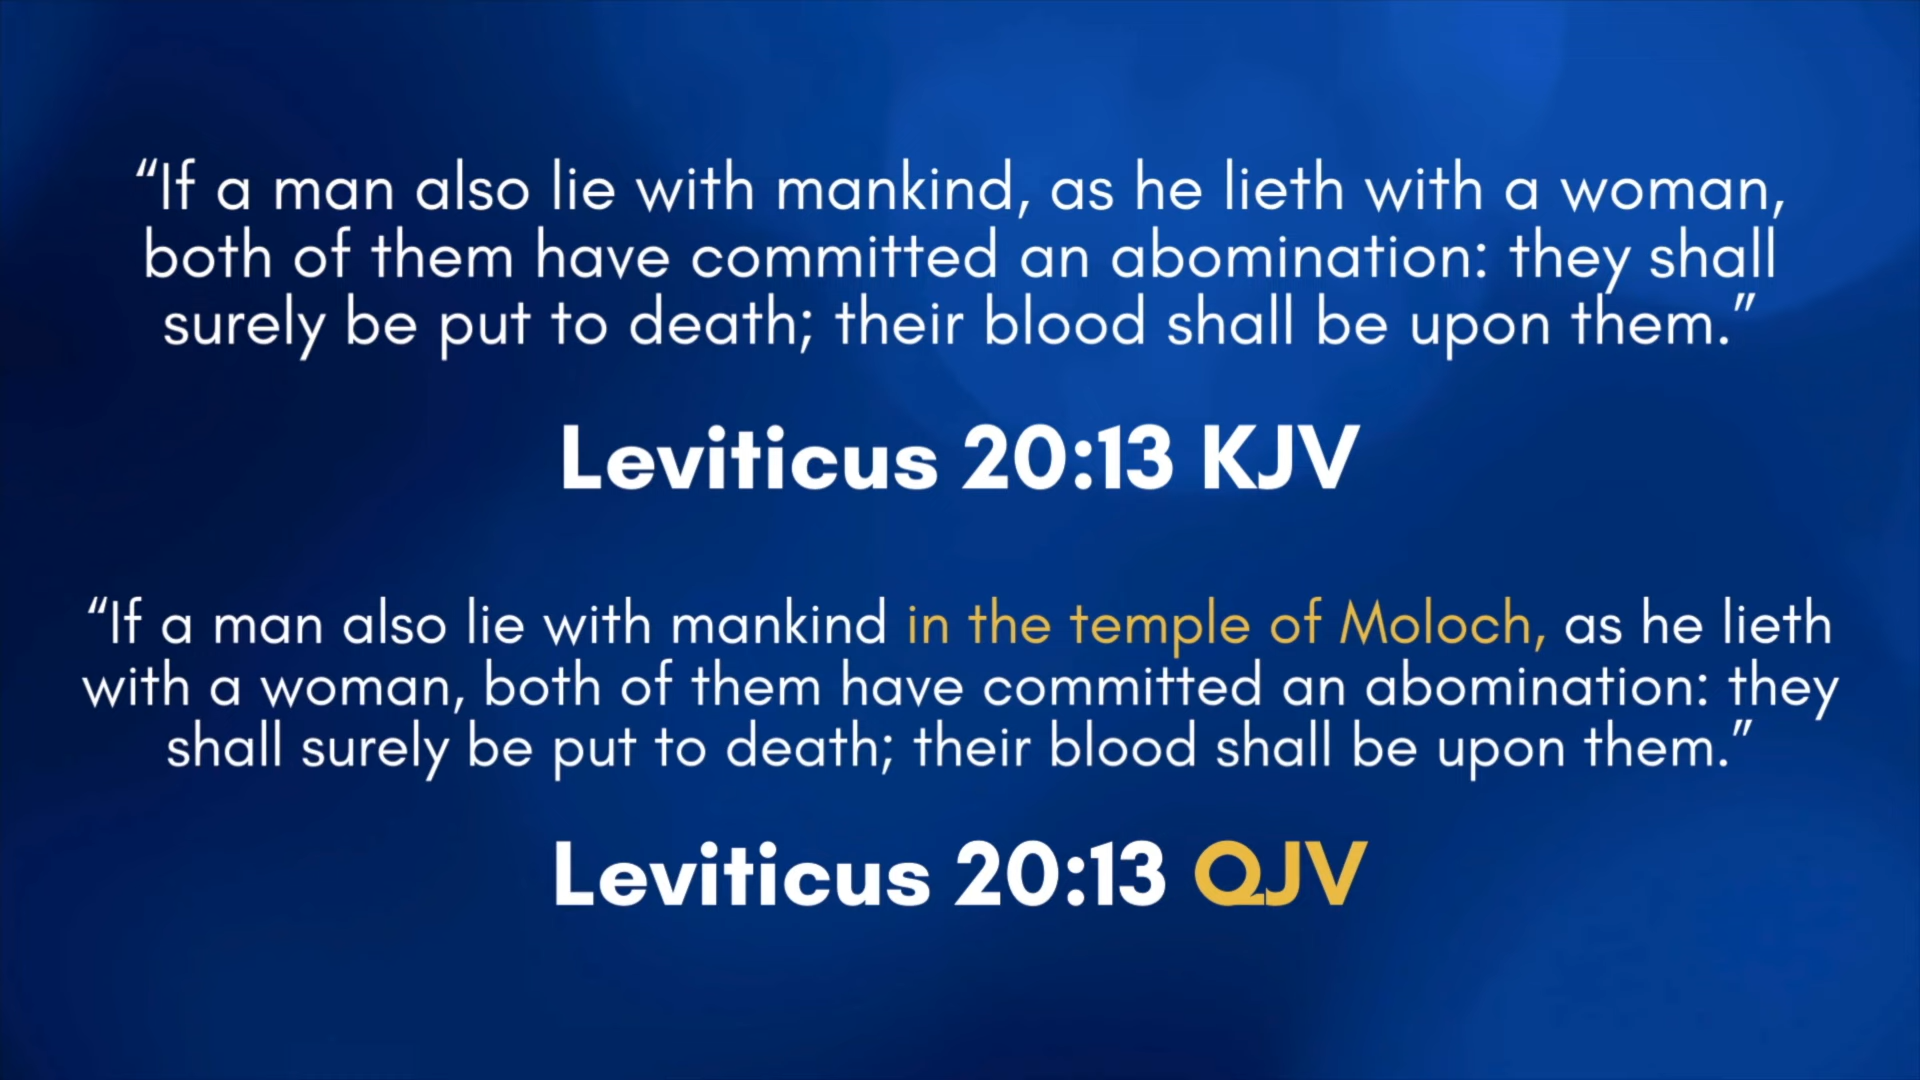 “If a man also lie with mankind, as he lieth with a woman,
both of them have committed an abomination: they shall
surely be put to death; their blood shall be upon them.”
Leviticus 20:13 KJV
“If a man also lie with mankind in the temple of Moloch, as he lieth
with a woman, both of them have committed an abomination: they
shall surely be put to death; their blood shall be upon them.”
Leviticus 20:13 QJV